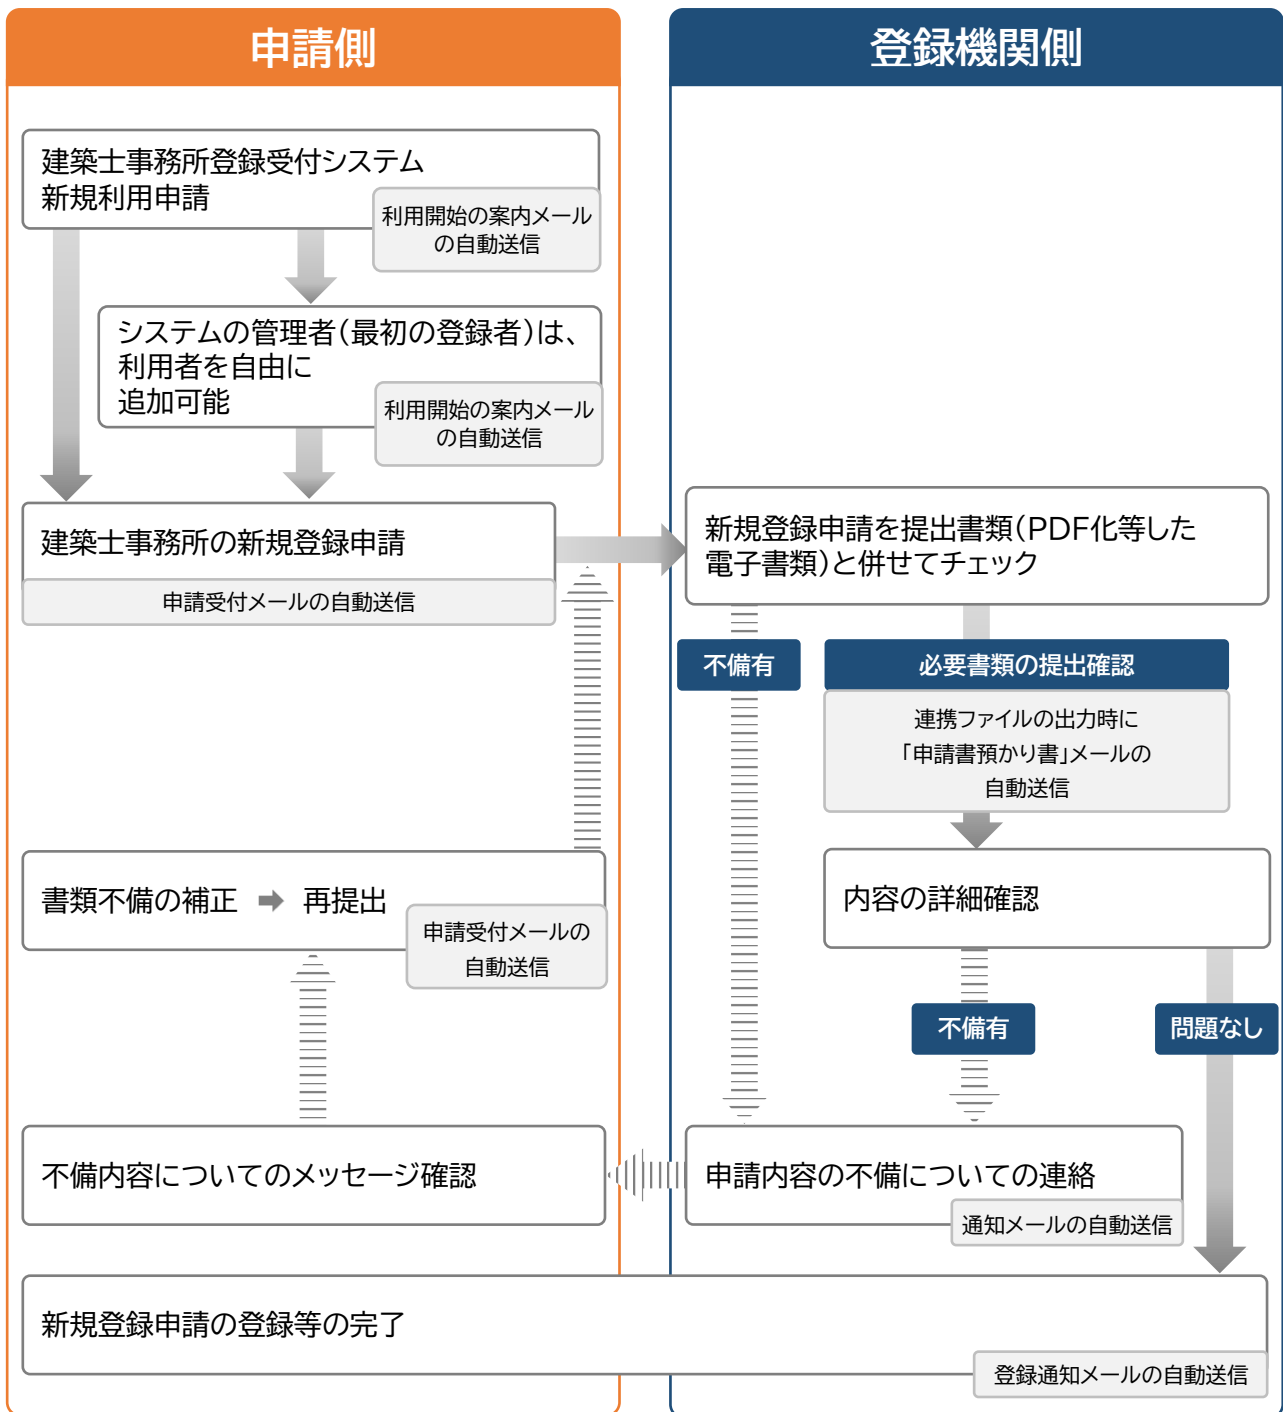 申請側
登録機関側
建築士事務所登録受付システム
新規利用申請
利用開始の案内メール
の自動送信
システムの管理者(最初の登録者)は、
利用者を自由に
追加可能
利用開始の案内メール
の自動送信
建築士事務所の新規登録申請
申請受付メールの自動送信
新規登録申請を提出書類(PDF化等した
電子書類)と併せてチェック
不備有
必要書類の提出確認
連携ファイルの出力時に
「申請書預かり書」メールの
自動送信
書類不備の補正 ➡ 再提出
申請受付メールの
自動送信
内容の詳細確認
不備有
問題なし
不備内容についてのメッセージ確認
申請内容の不備についての連絡
通知メールの自動送信
新規登録申請の登録等の完了
登録通知メールの自動送信